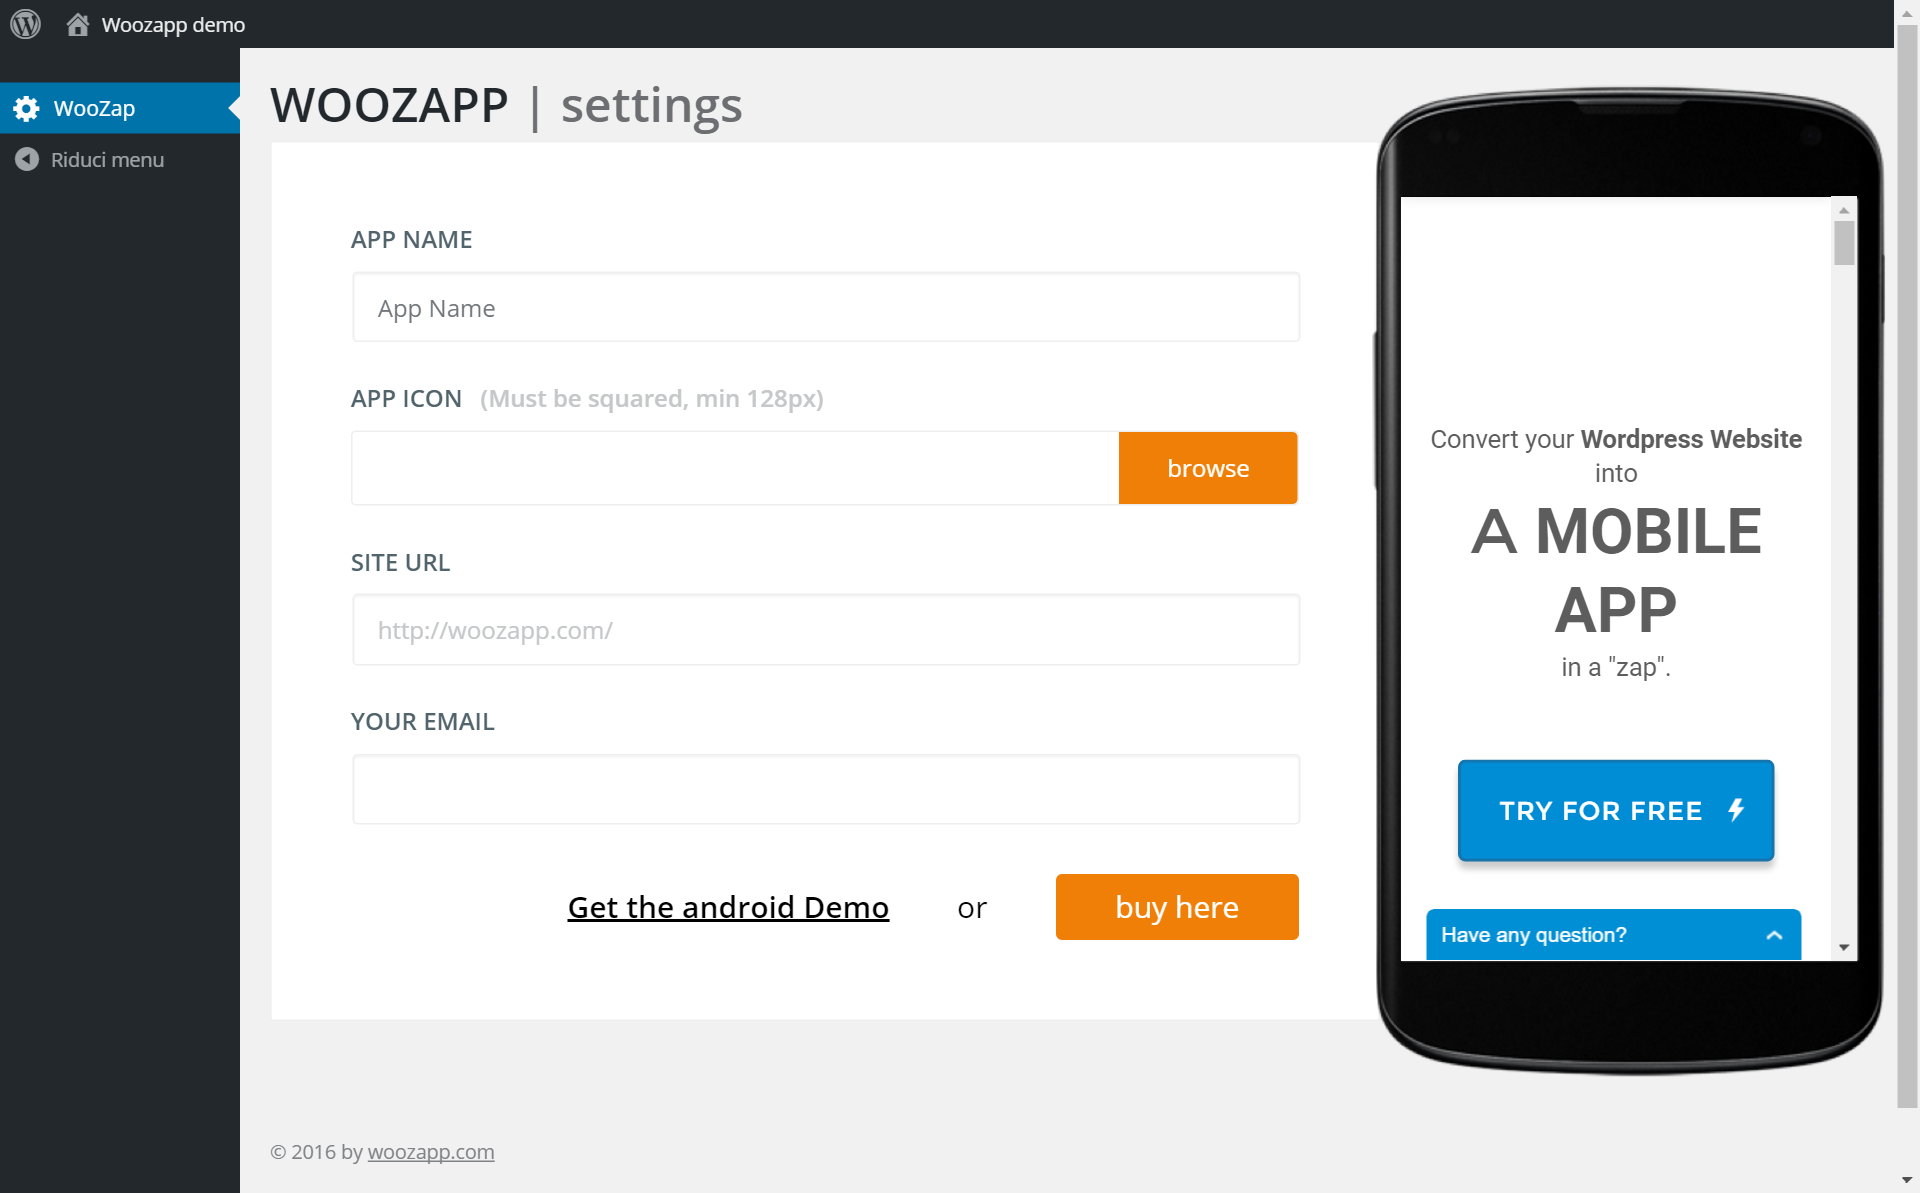 Woozapp demo
WooZap
Riduci menu
WOOZAPP | settings
APP NAME
App Name
APP ICON (Must be squared, min 128px)
browse
SITE URL
http://woozapp.com/
YOUR EMAIL
Get the android Demo or buy here
Convert your Wordpress Website
into
A MOBILE
APP
in a "zap".
TRY FOR FREE
Have any question?
© 2016 by woozapp.com